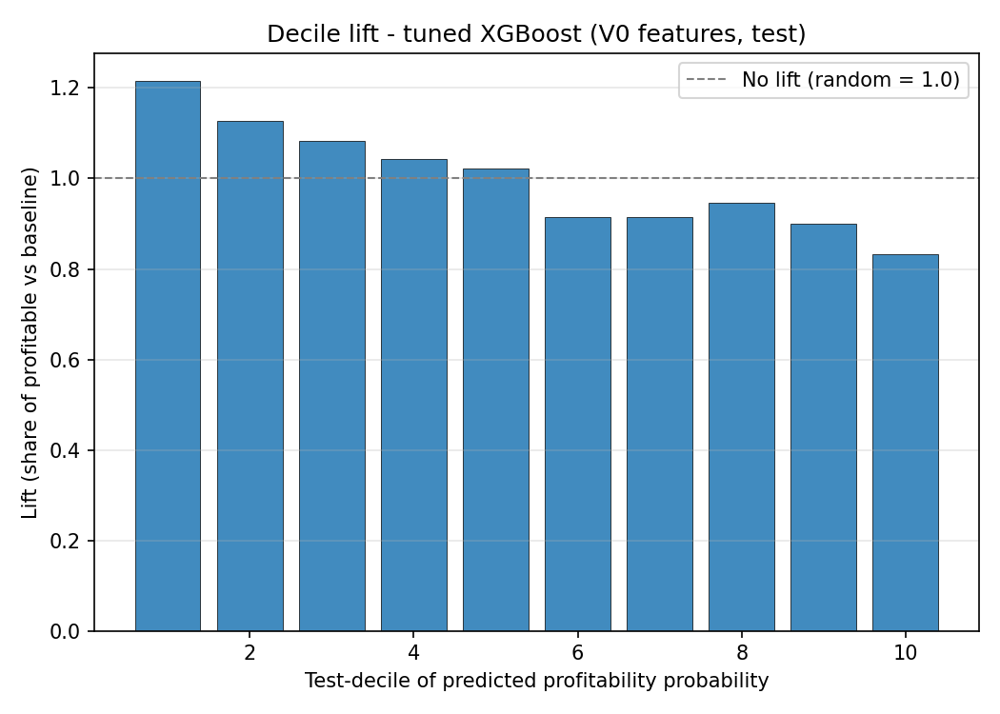 Decile lift - tuned XGBoost (V0 features, test)
No lift (random = 1.0)
Lift (share of profitable vs baseline)
1.2
1.0
0.8
0.6
0.4
0.2
0.0
2 4 6 8 10
Test-decile of predicted profitability probability